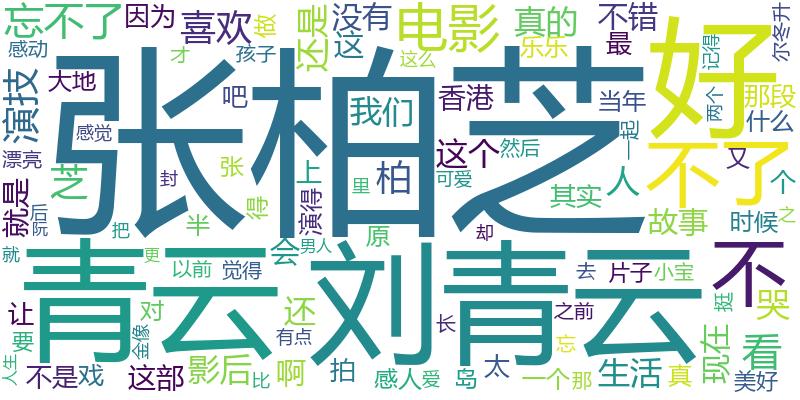 忘不了
因为
喜欢
做
还是
没有
这
电影
真的
乐乐
不错
最
记得
尔冬升
感动
才
孩子
这么
好
演技
大地
张柏芝
吧
我们
香港
当年
两个
那段
什么
感觉
一起
漂亮
封
张
上
柏
这个
然后
不了
又
个
就是
芝
得
演得
里
可爱
其实
人
后
院
半
把
原
却
故事
时候
之
就
青云
更
会
男人
刘青云
不
以前
觉得
去
片子
小宝
让
要
对
金像
还
有点
长
之前
忘
挺
哭
现在
看
人生
不是
戏
这部
影后
比
啊
拍
感人
爱
岛
太
一个
那
生活
真
美好